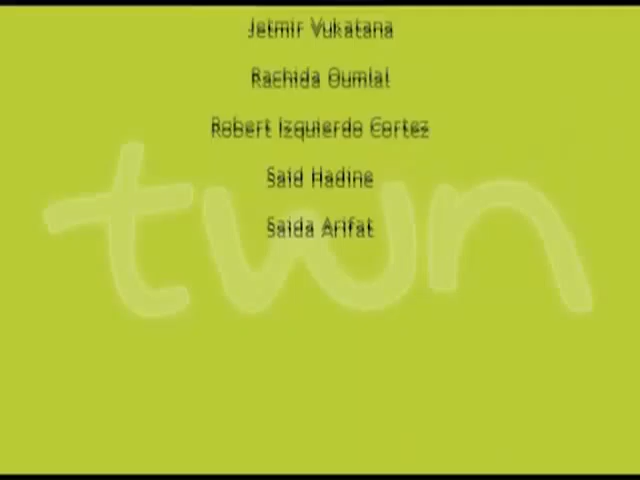 Jetmir Vukatana
Rachida Oumlal
Robert Izquierdo Cortez
Said Hadine
Saida Arifat
twn